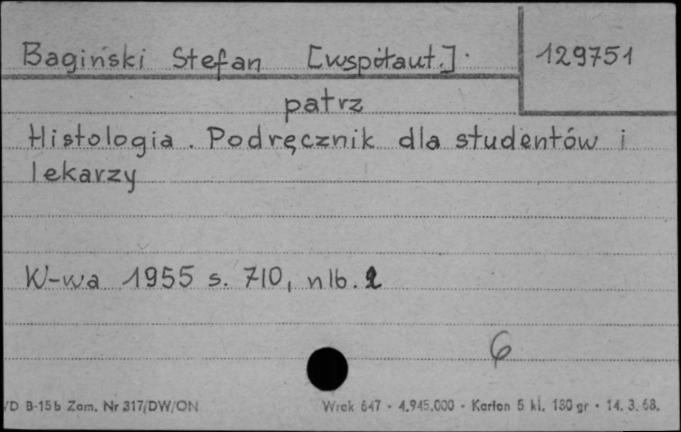 Bagiński Stefan [współaut.]. 129751
patrz
Histologia. Podręcznik dla studentów i
lekarzy
W-wa 1955 s. 710, nlb. 2
6
/D B-15b Zam. Nr 317/DW/ON Wrak 647 - 4.945.000 - Karton 5 kl. 180 gr - 14. 3. 68.